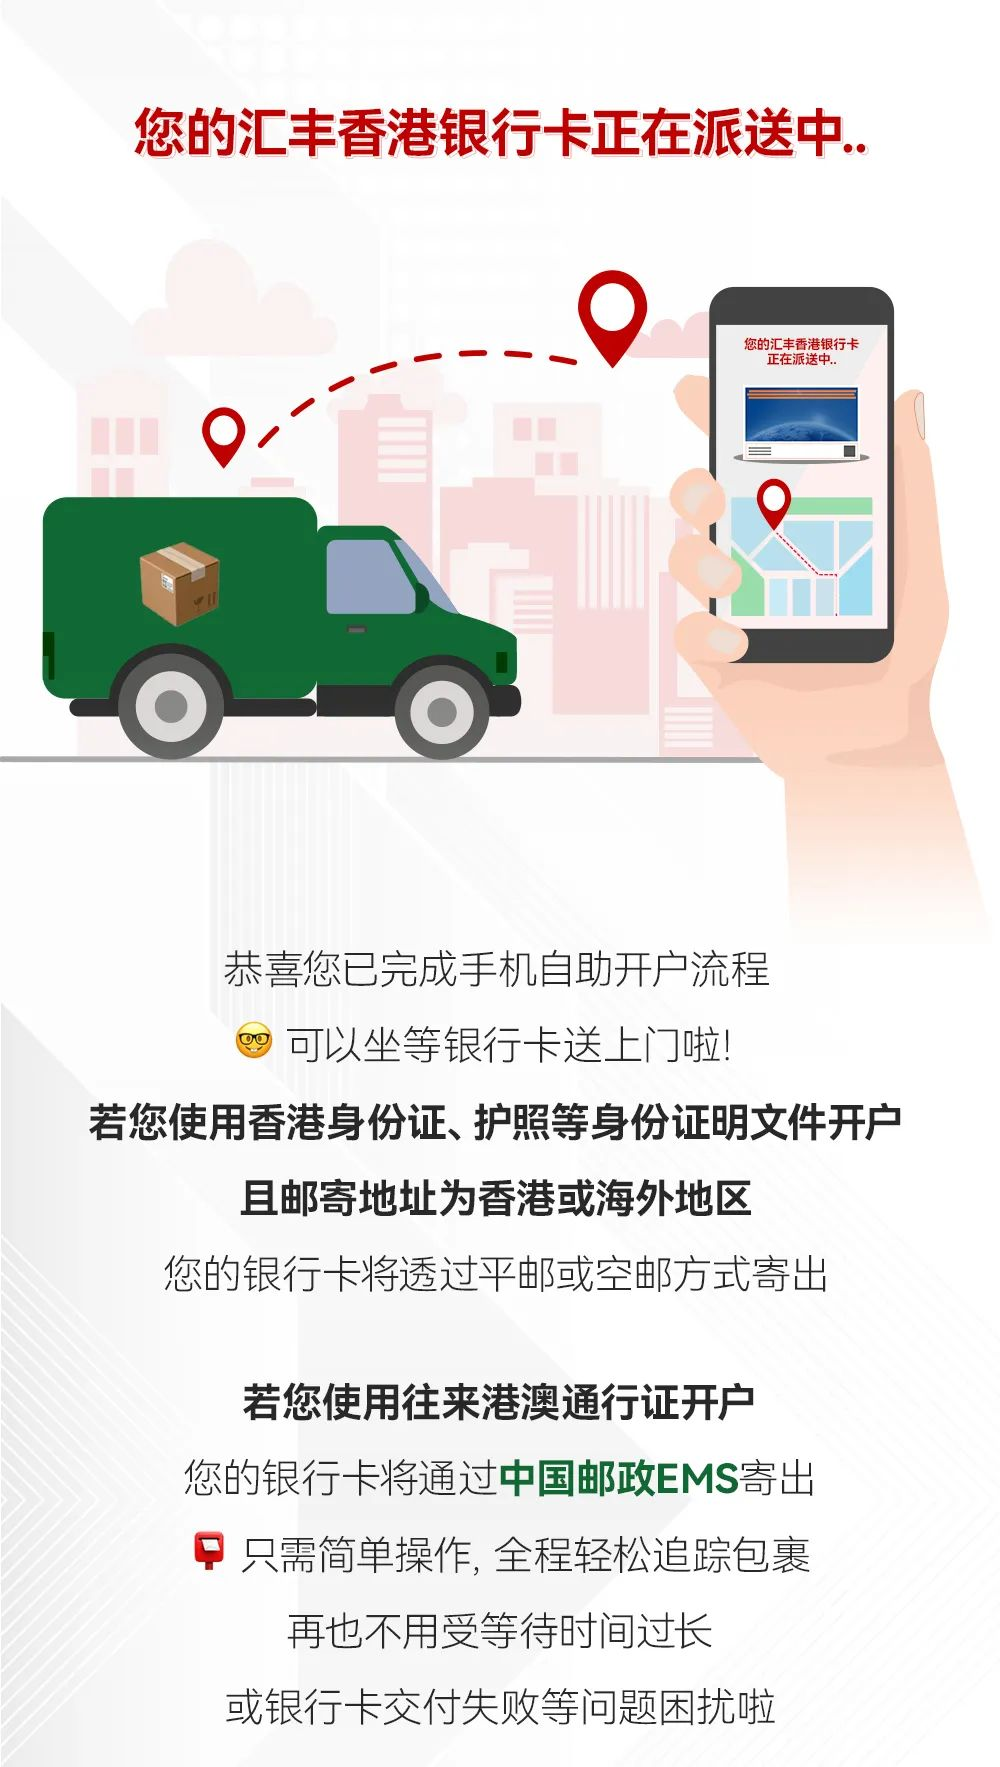 您的汇丰香港银行卡正在派送中..
您的汇丰香港银行卡
正在派送中..
恭喜您已完成手机自助开户流程
🤓 可以坐等银行卡送上门啦!
若您使用香港身份证、护照等身份证明文件开户
且邮寄地址为香港或海外地区
您的银行卡将透过平邮或空邮方式寄出
若您使用往来港澳通行证开户
您的银行卡将通过中国邮政EMS寄出
📮 只需简单操作, 全程轻松追踪包裹
再也不用受等待时间过长
或银行卡交付失败等问题困扰啦